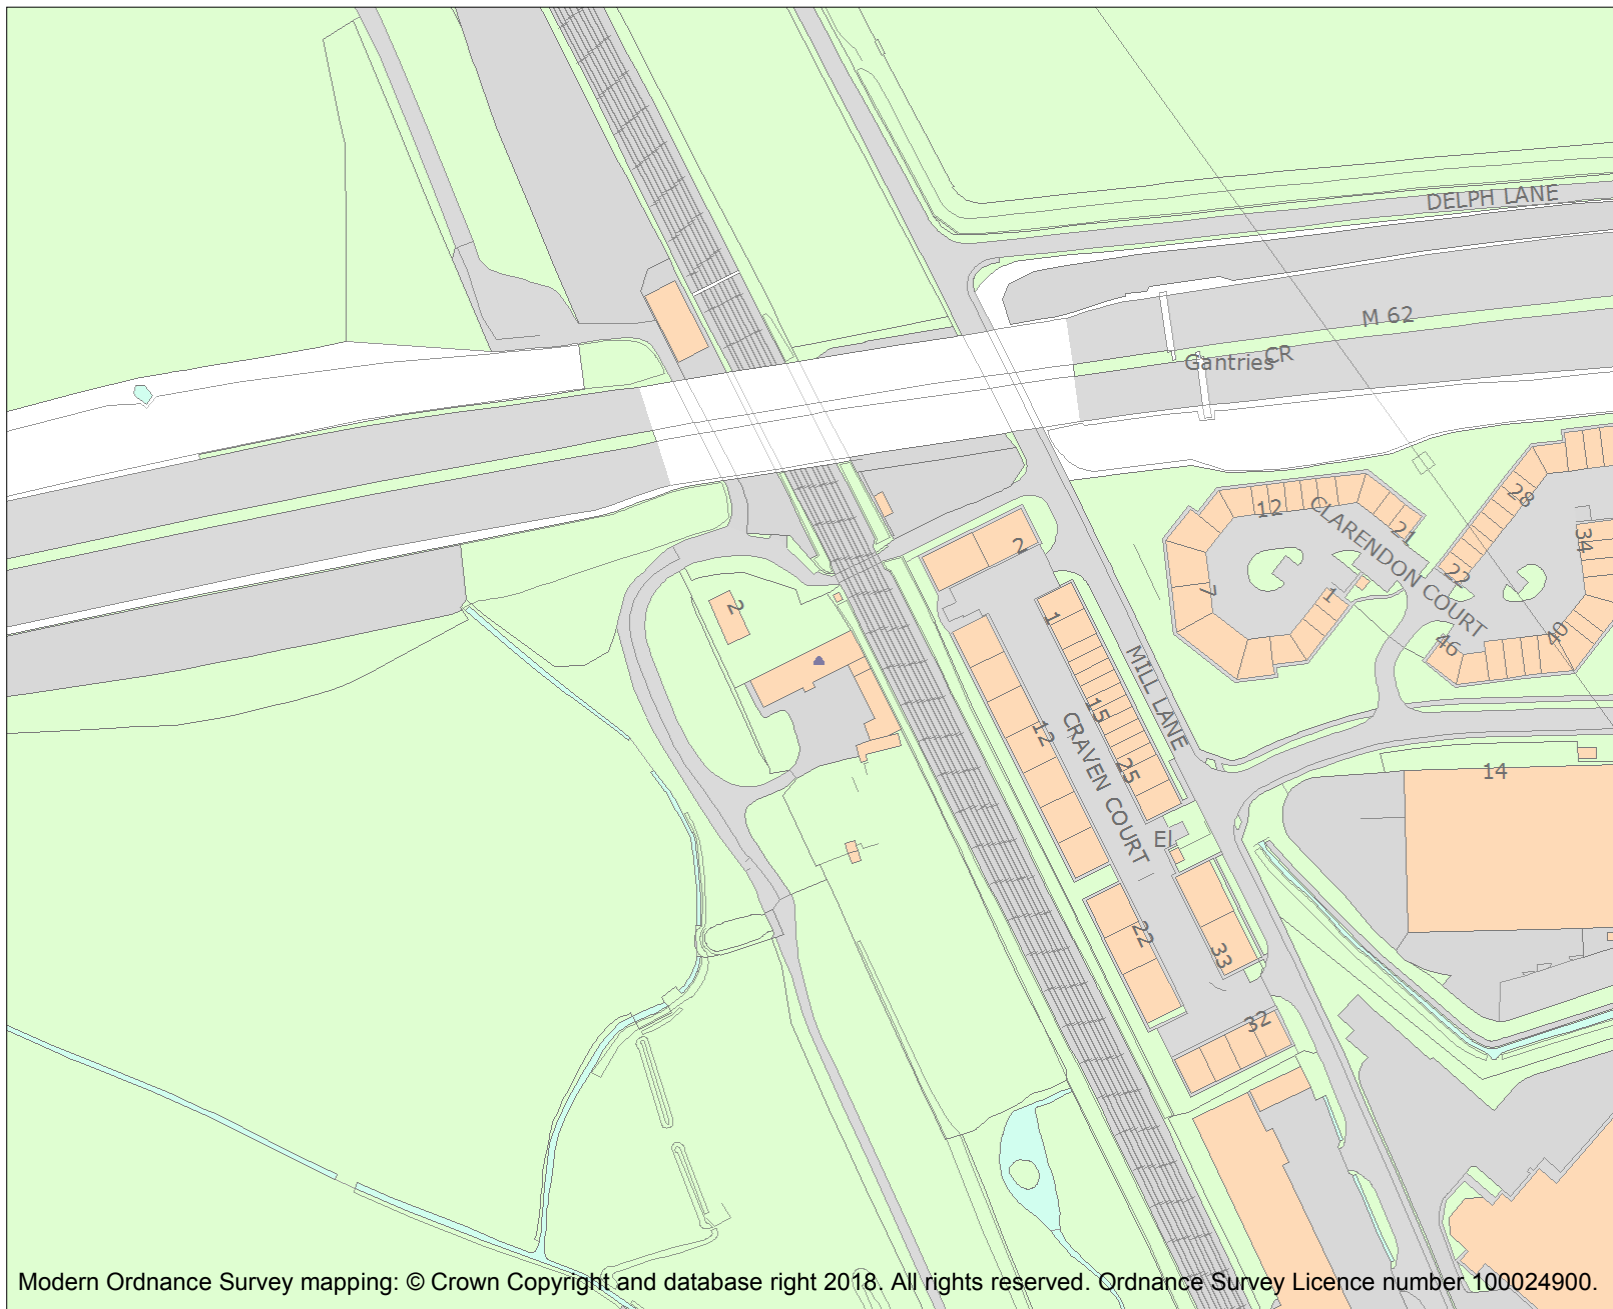 DELPH LANE
M 62
Gantries
CR
28
12
21
CLARENDON COURT
34
2
22
7
1
2
1
40
46
MILL LANE
15
12
CRAVEN COURT
25
14
El
22
33
32
Modern Ordnance Survey mapping: © Crown Copyright and database right 2018. All rights reserved. Ordnance Survey Licence number 100024900.